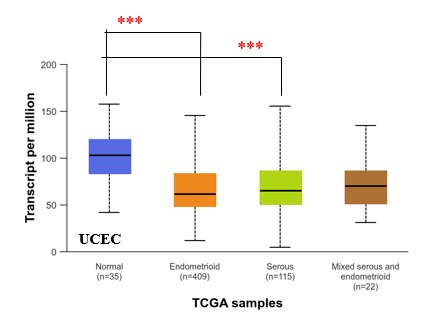 ***
***
Transcript per million
200
150
100
50
0
UCEC
Normal
(n=35)
Endometrioid
(n=409)
Serous
(n=115)
Mixed serous and
endometrioid
(n=22)
TCGA samples